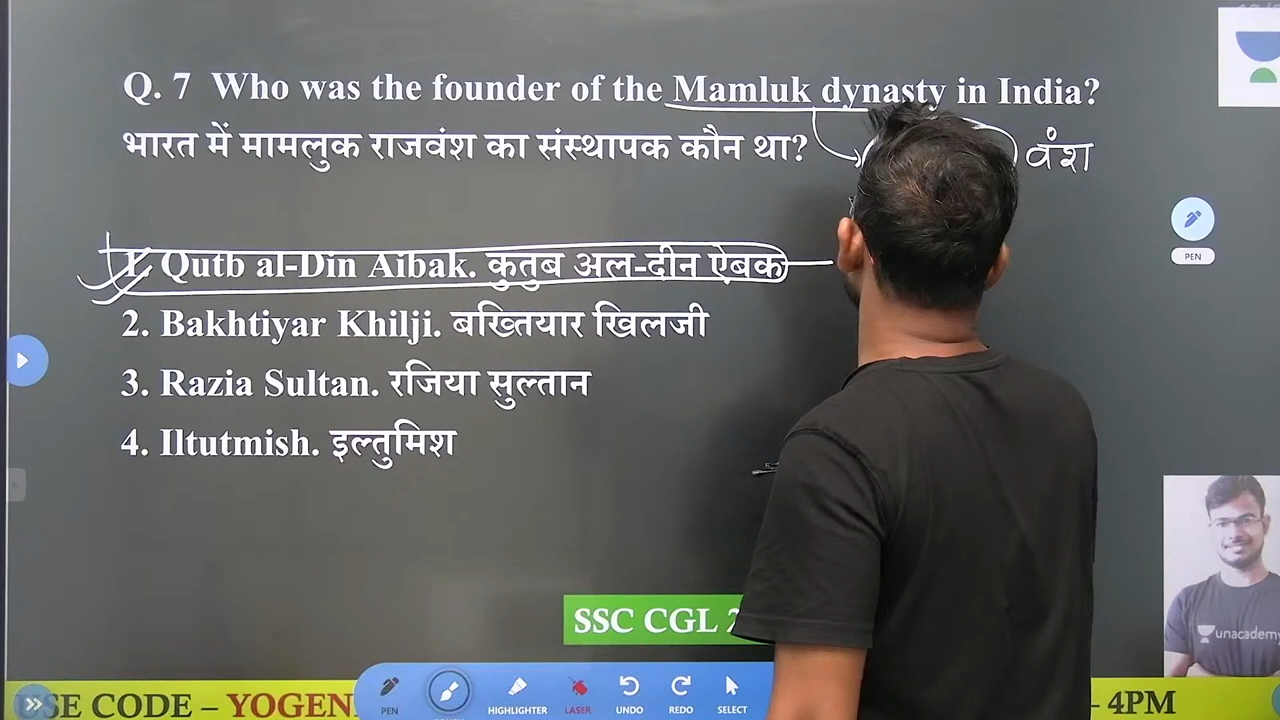 Q. 7 Who was the founder of the Mamluk dynasty in India?
भारत में मामलुक राजवंश का संस्थापक कौन था?
वंश
1. Qutb al-Din Aibak. कुतुब अल-दीन ऐबक
2. Bakhtiyar Khilji. बख्तियार खिलजी
3. Razia Sultan. रजिया सुल्तान
4. Iltutmish. इल्तुमिश
PEN
unacademy
SSC CGL
USE CODE – YOGEN
PEN
HIGHLIGHTER
LASER
UNDO
REDO
SELECT
- 4PM